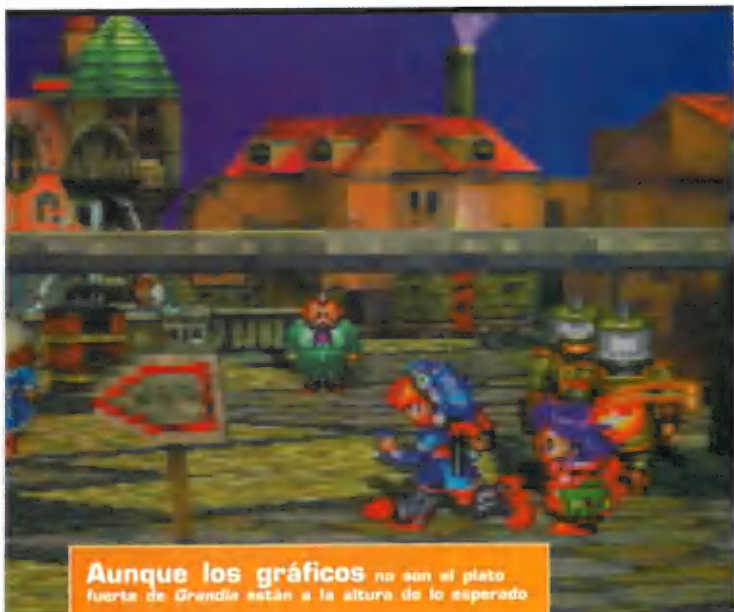 Aunque los gráficos no son el plato
fuerte de Grandia están a la altura de lo esperado